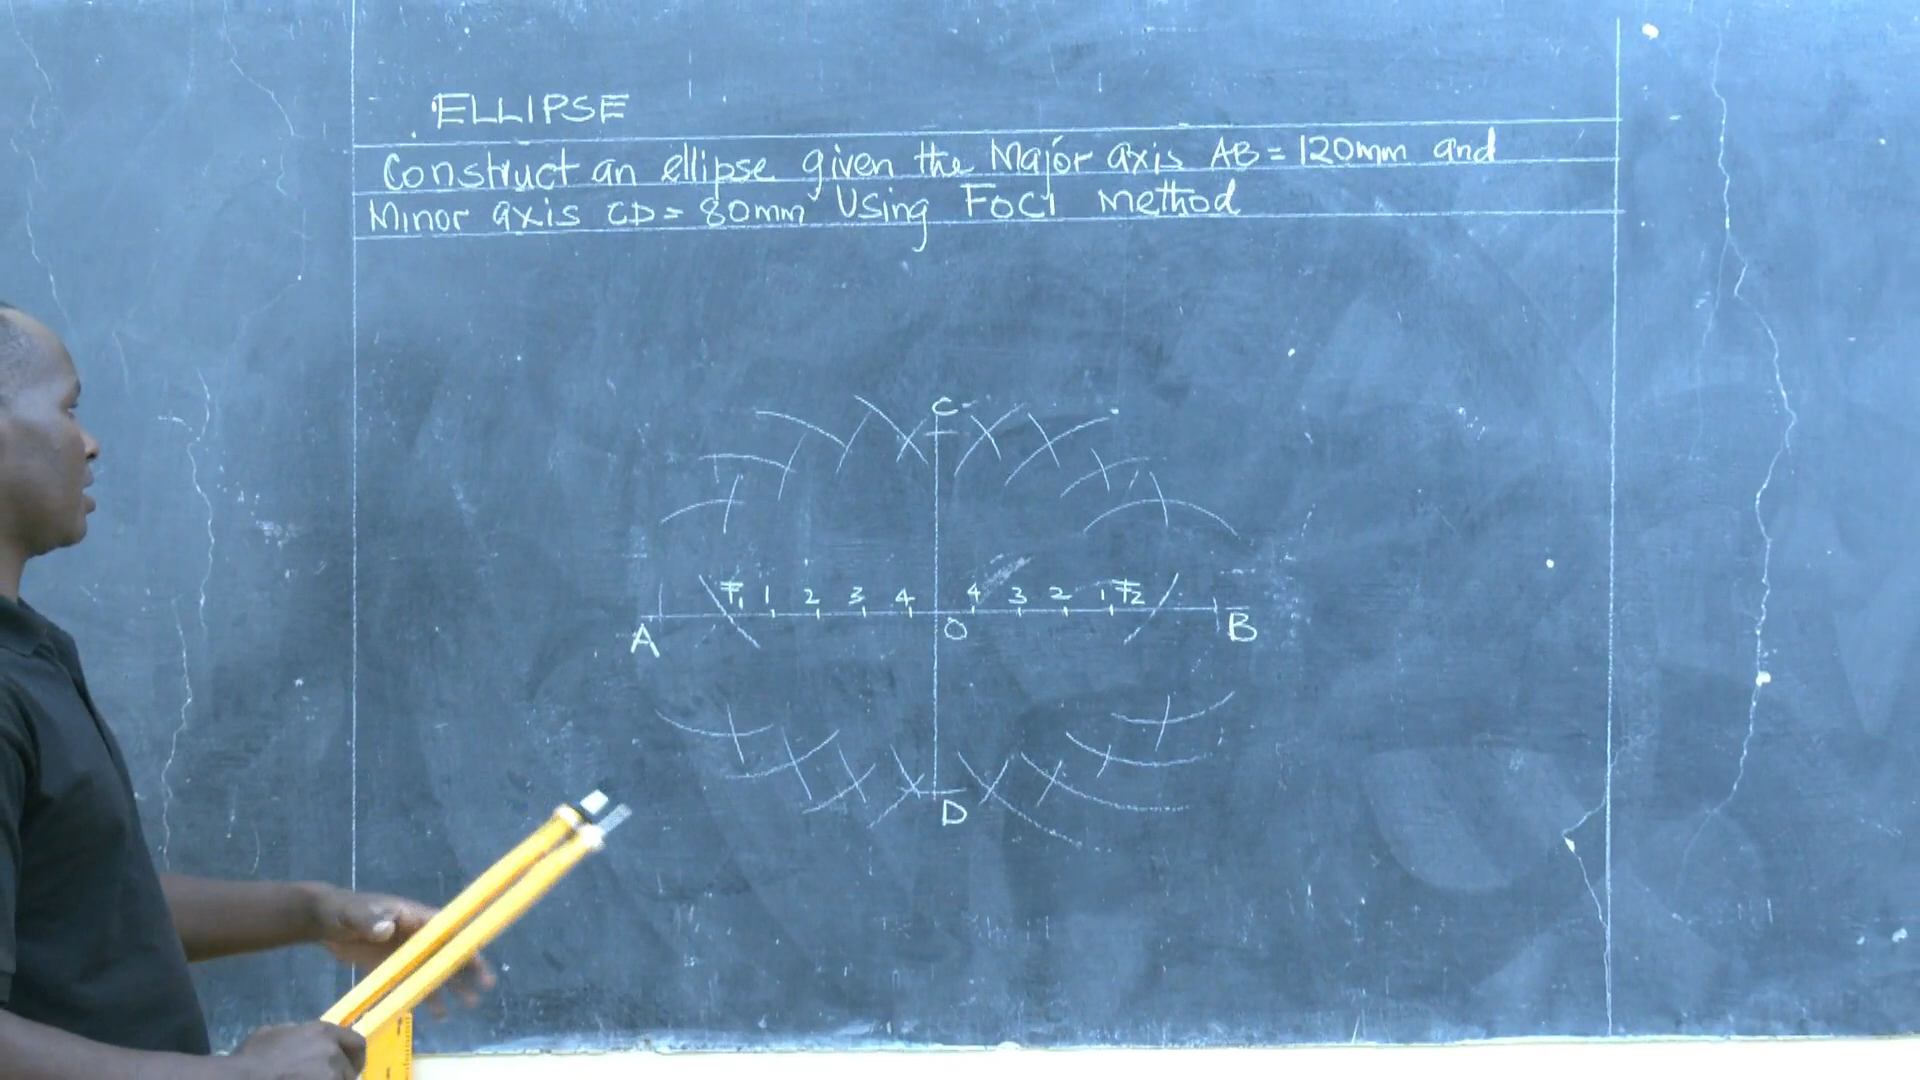 ELLIPSE
Construct an ellipse given the Major axis AB = 120mm and
Minor axis CD = 80mm Using FOCI method
C
F1 1 2 3 4 4 3 2 1 F2
A O B
D